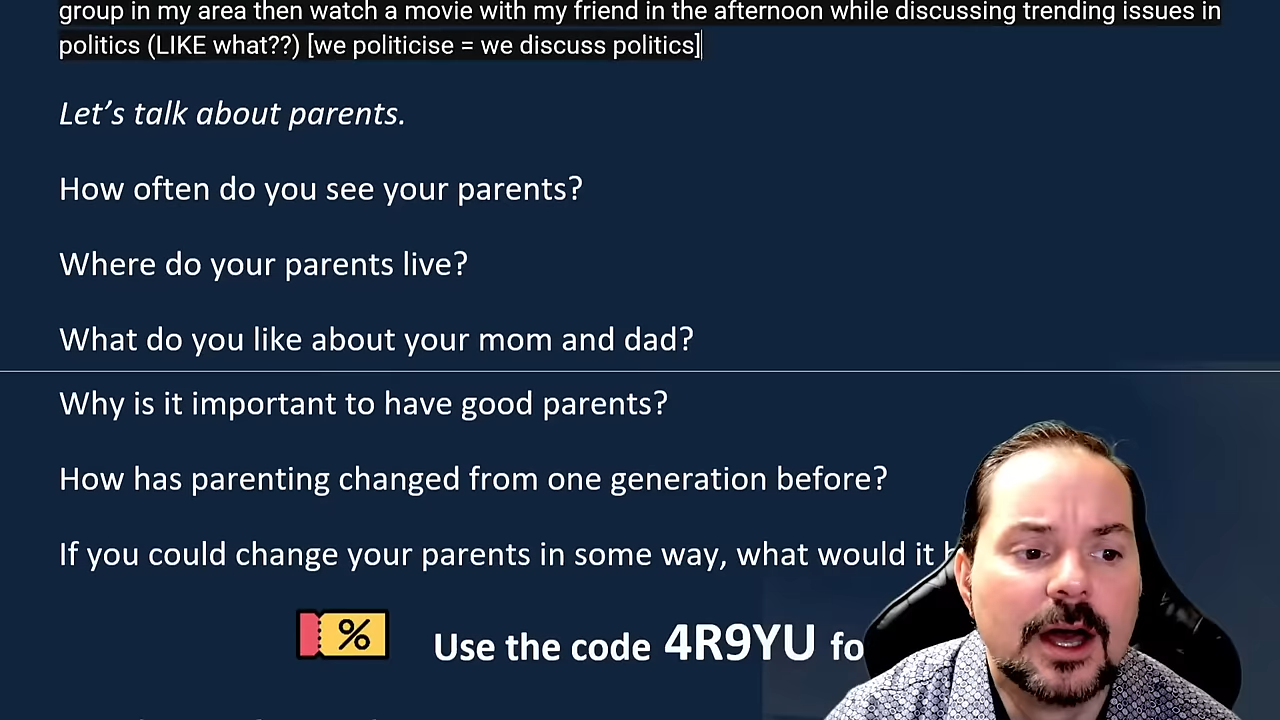 group in my area then watch a movie with my friend in the afternoon while discussing trending issues in
politics (LIKE what??) [we politicise = we discuss politics]
Let's talk about parents.
How often do you see your parents?
Where do your parents live?
What do you like about your mom and dad?
Why is it important to have good parents?
How has parenting changed from one generation before?
If you could change your parents in some way, what would it
% Use the code 4R9YU